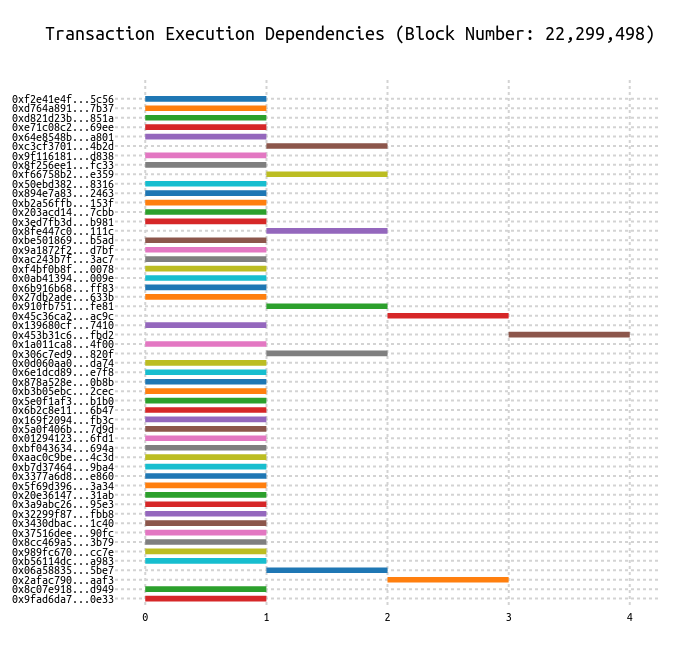 Transaction Execution Dependencies (Block Number: 22,299,498)
0xf2e41e4f...5c56
0xd764a891...7b37
0xd821d23b...851a
0xe71c08c2...69ee
0x64e8548b...a801
0xc3cf3701...4b2d
0x9f116181...d838
0x8f256ee1...fc33
0xf66758b2...e359
0x50ebd382...8316
0x894e7a83...2463
0xb2a56ffb...153f
0x203acd14...7cbb
0x3ed7fb3d...b981
0x8fe447c0...111c
0xbe501869...b5ad
0x9a1872f2...d7bf
0xac243b7f...3ac7
0xf4bf0b8f...0078
0x0ab41394...009e
0x6b916b68...ff83
0x27db2ade...633b
0x910fb751...fe81
0x45c36ca2...ac9c
0x139680cf...7410
0x453b31c6...fbd2
0x1a011ca8...4f00
0x306c7ed9...820f
0x0d060aa0...da74
0x6e1dcd89...e7f8
0x878a528e...0b8b
0xb3b05ebc...2cec
0x5e0f1af3...b1b0
0x6b2c8e11...6b47
0x169f2094...fb3c
0x5a0f406b...7d9d
0x01294123...6fd1
0xbf043634...694a
0xaac0c9be...4c3d
0xb7d37464...9ba4
0x3377a6d8...e860
0x5f69d396...3a34
0x20e36147...31ab
0x3a9abc26...95e3
0x32299f87...fbb8
0x3430dbac...1c40
0x37516dee...90fc
0x8cc469a5...3b79
0x989fc670...cc7e
0xb56114dc...a983
0x06a58835...5be7
0x2afac790...aaf3
0x8c07e918...d949
0x9fad6da7...0e33
0 1 2 3 4